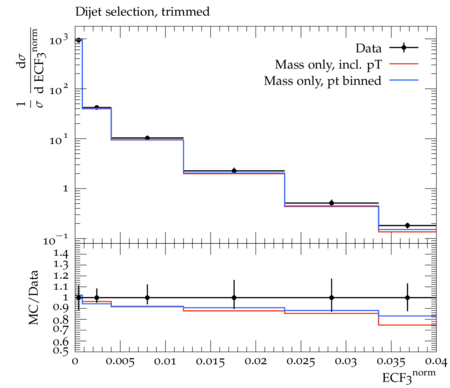 Dijet selection, trimmed
1/σ dσ/d ECF3^norm
10^3
10^2
10^1
1
10^−1
Data
Mass only, incl. pT
Mass only, pt binned
MC/Data
1.4
1.3
1.2
1.1
1
0.9
0.8
0.7
0.6
0.5
0 0.005 0.01 0.015 0.02 0.025 0.03 0.035 0.04
ECF3^norm